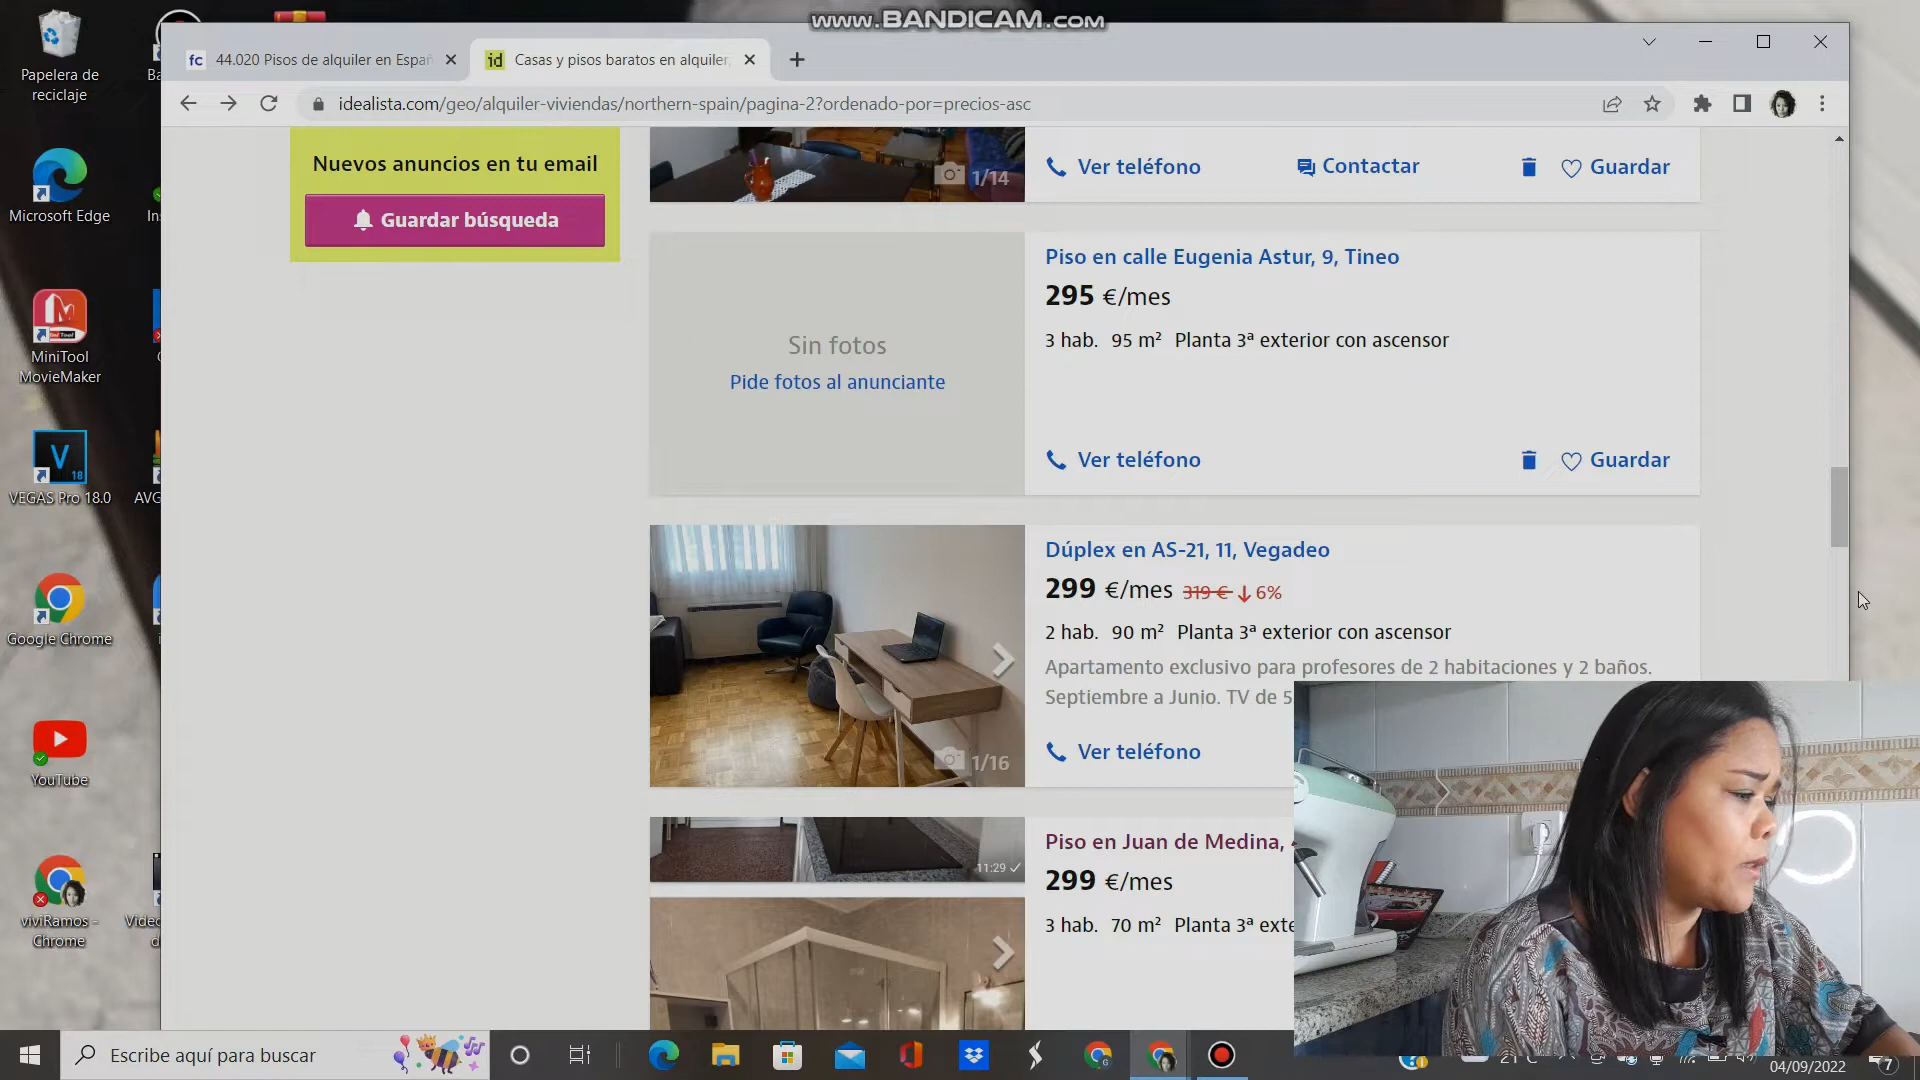 www.BANDICAM.com
Papelera de
reciclaje
Microsoft Edge
MiniTool
MovieMaker
VEGAS Pro 18.0
Google Chrome
YouTube
viviRamos -
Chrome
fc 44.020 Pisos de alquiler en Españ
id Casas y pisos baratos en alquiler,
idealista.com/geo/alquiler-viviendas/northern-spain/pagina-2?ordenado-por=precios-asc
Nuevos anuncios en tu email
Guardar búsqueda
1/14
Ver teléfono Contactar Guardar
Sin fotos
Pide fotos al anunciante
Piso en calle Eugenia Astur, 9, Tineo
295 €/mes
3 hab. 95 m² Planta 3ª exterior con ascensor
Ver teléfono Guardar
1/16
Dúplex en AS-21, 11, Vegadeo
299 €/mes 319 € 6%
2 hab. 90 m² Planta 3ª exterior con ascensor
Apartamento exclusivo para profesores de 2 habitaciones y 2 baños.
Septiembre a Junio. TV de 5
Ver teléfono
11:29
Piso en Juan de Medina,
299 €/mes
3 hab. 70 m² Planta 3ª exte
Escribe aquí para buscar
04/09/2022
7